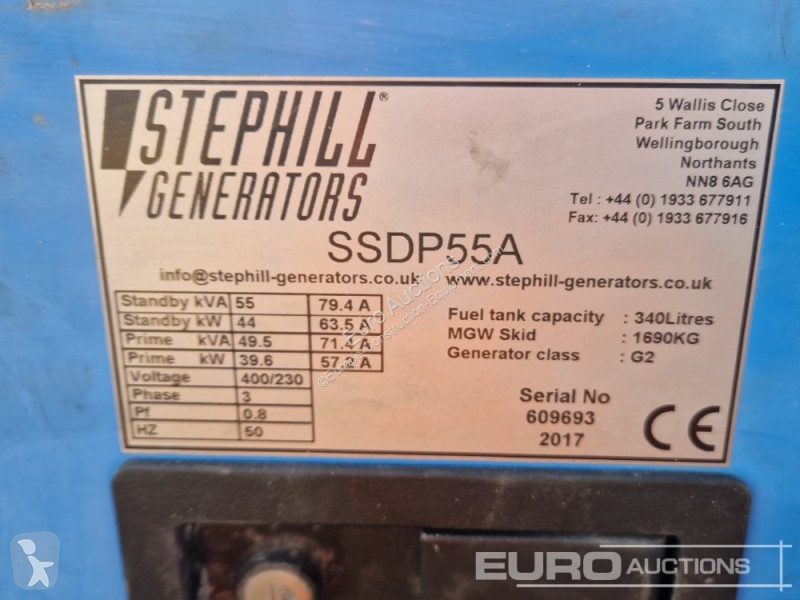 STEPHILL®
GENERATORS
5 Wallis Close
Park Farm South
Wellingborough
Northants
NN8 6AG
Tel : +44 (0) 1933 677911
Fax: +44 (0) 1933 677916
SSDP55A
info@stephill-generators.co.uk www.stephill-generators.co.uk
Standby kVA 55 79.4 A
Standby kW 44 63.5 A
Prime kVA 49.5 71.4 A
Prime kW 39.6 57.2 A
Voltage 400/230
Phase 3
Pf 0.8
HZ 50
Fuel tank capacity : 340Litres
MGW Skid : 1690KG
Generator class : G2
Serial No
609693
2017
CE
Euro Auctions
EURO AUCTIONS